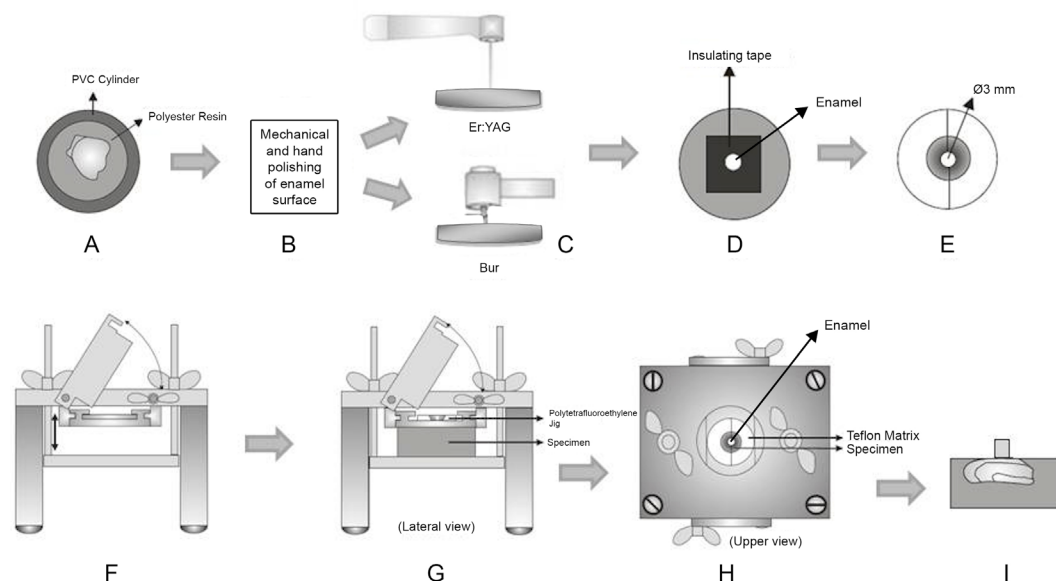 PVC Cylinder
Polyester Resin
A
Mechanical
and hand
polishing
of enamel
surface
B
Er:YAG
Bur
C
Insulating tape
Enamel
D
Ø3 mm
E
F
Polytetrafluoroethylene
Jig
Specimen
(Lateral view)
G
Enamel
Teflon Matrix
Specimen
(Upper view)
H
I